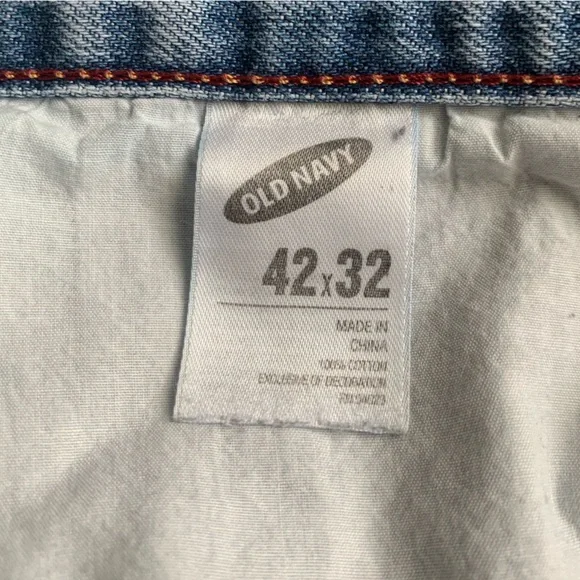 OLD NAVY
42x32
MADE IN
CHINA
100% COTTON
EXCLUSIVE OF DECORATION